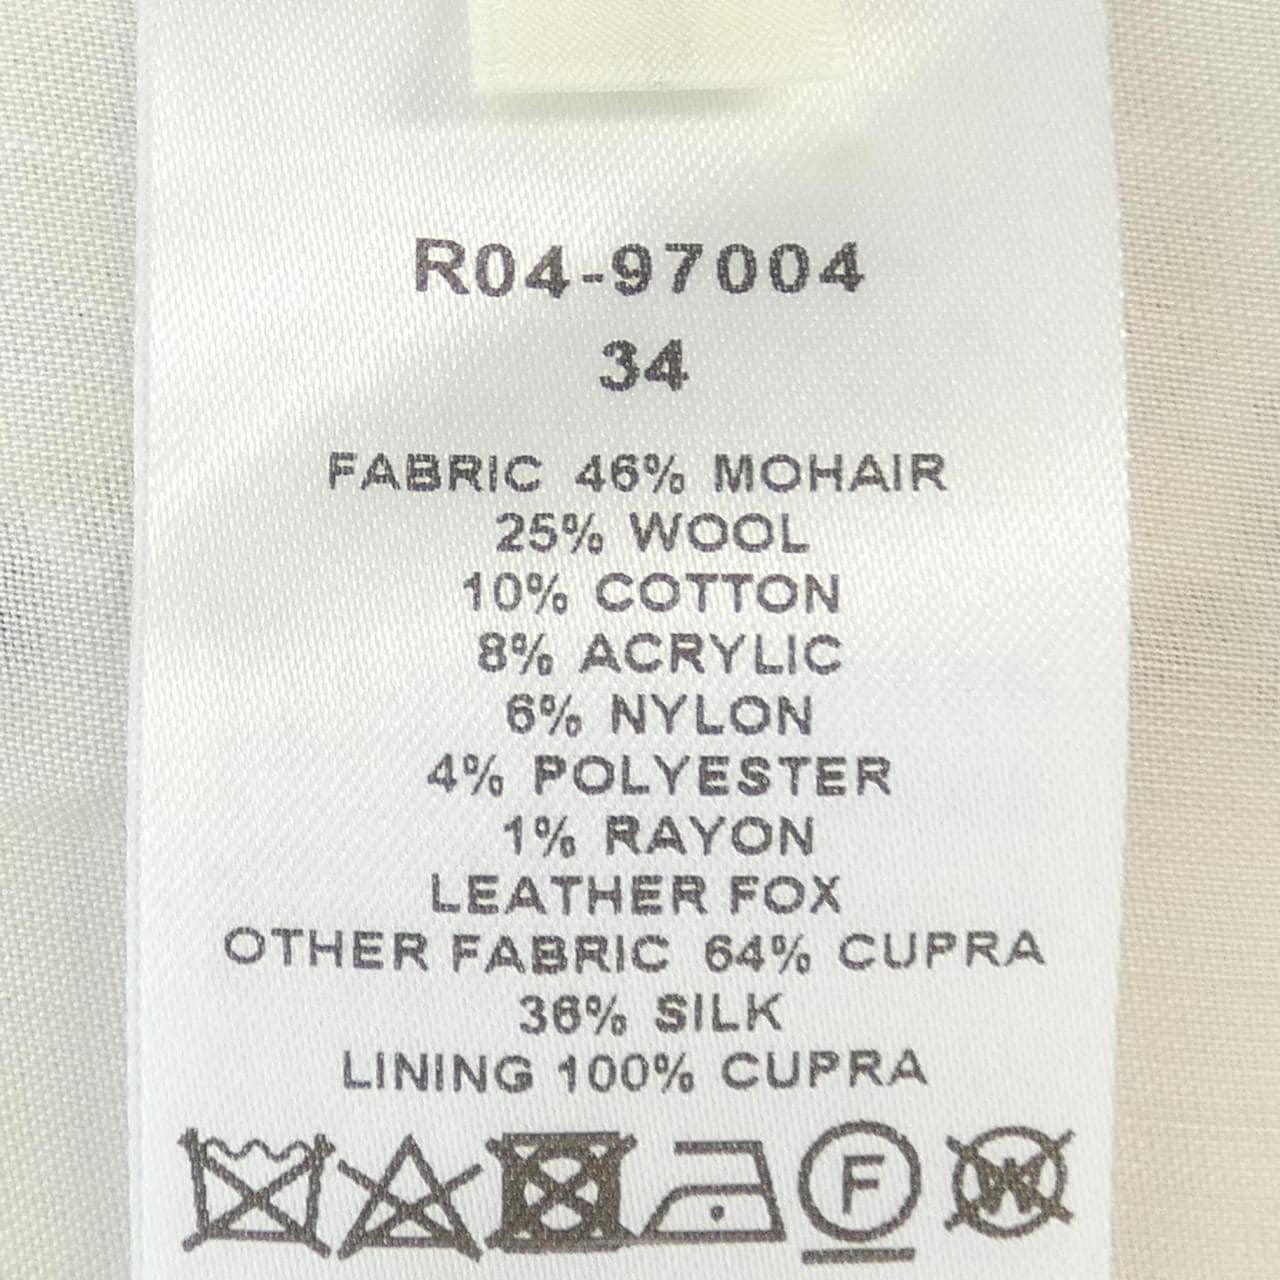 R04-97004
34
FABRIC 46% MOHAIR
25% WOOL
10% COTTON
8% ACRYLIC
6% NYLON
4% POLYESTER
1% RAYON
LEATHER FOX
OTHER FABRIC 64% CUPRA
36% SILK
LINING 100% CUPRA
F W